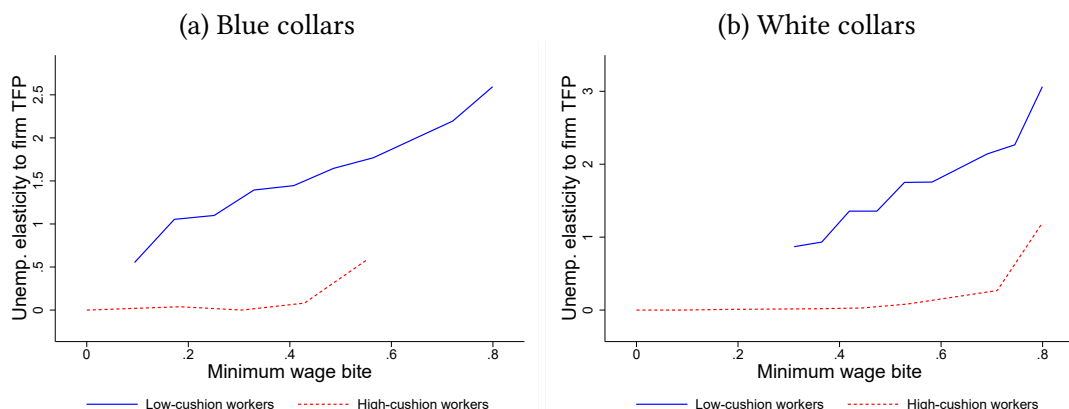 (a) Blue collars
Unemp. elasticity to firm TFP
2.5
2
1.5
1
.5
0
0 .2 .4 .6 .8
Minimum wage bite
Low-cushion workers High-cushion workers
(b) White collars
Unemp. elasticity to firm TFP
3
2
1
0
0 .2 .4 .6 .8
Minimum wage bite
Low-cushion workers High-cushion workers